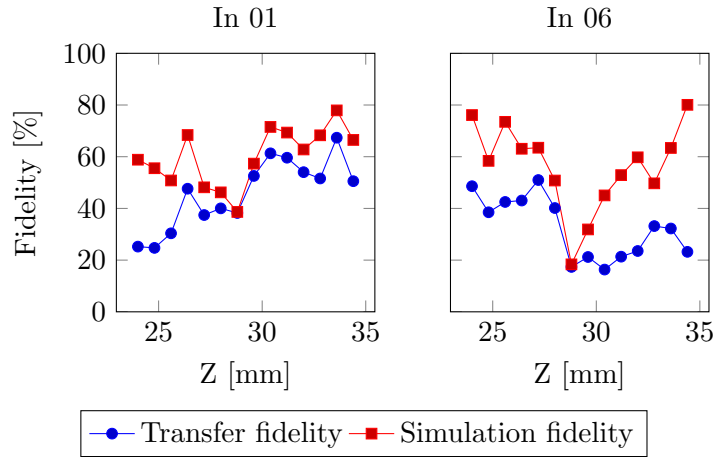 In 01
In 06
100
80
60
40
20
0
Fidelity [%]
25
30
35
25
30
35
Z [mm]
Z [mm]
Transfer fidelity
Simulation fidelity